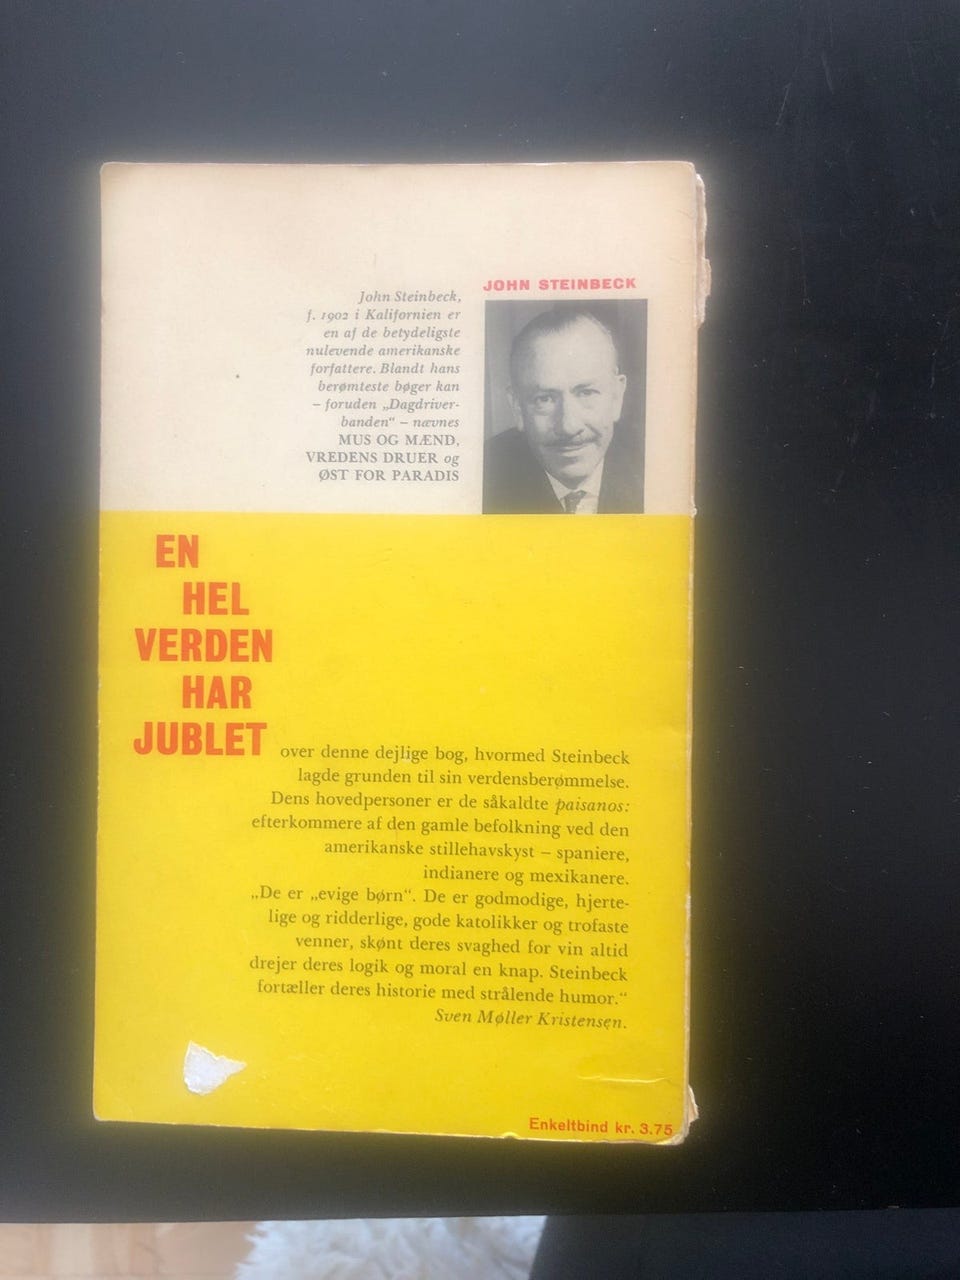 JOHN STEINBECK
John Steinbeck,
f. 1902 i Kalifornien er
en af de betydeligste
nulevende amerikanske
forfattere. Blandt hans
berømteste bøger kan
– foruden „Dagdriver-
banden“ – nævnes
MUS OG MÆND,
VREDENS DRUER og
ØST FOR PARADIS
EN
HEL
VERDEN
HAR
JUBLET
over denne dejlige bog, hvormed Steinbeck
lagde grunden til sin verdensberømmelse.
Dens hovedpersoner er de såkaldte paisanos:
efterkommere af den gamle befolkning ved den
amerikanske stillehavskyst – spaniere,
indianere og mexikanere.
„De er „evige børn“. De er godmodige, hjerte-
lige og ridderlige, gode katolikker og trofaste
venner, skønt deres svaghed for vin altid
drejer deres logik og moral en knap. Steinbeck
fortæller deres historie med strålende humor.“
Sven Møller Kristensen.
Enkeltbind kr. 3.75